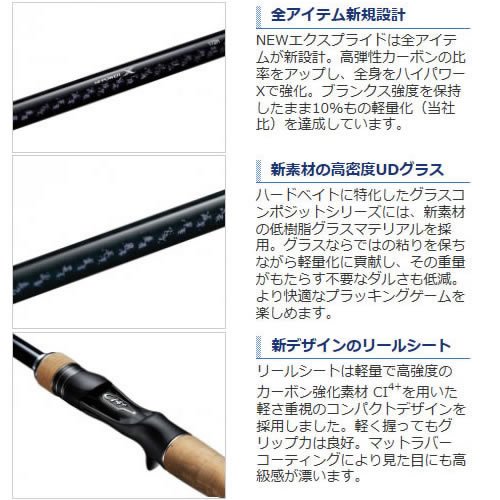 全アイテム新規設計
NEWエクスプライドは全アイテ
ムが新設計。高弾性カーボンの比
率をアップし、全身をハイパワー
Xで強化。ブランクス強度を保持
したまま10%もの軽量化（当社
比）を達成しています。
新素材の高密度UDグラス
ハードベイトに特化したグラスコ
ンポジットシリーズには、新素材
の低樹脂グラスマテリアルを採
用。グラスならではの粘りを保ち
ながら軽量化に貢献し、その重量
がもたらす不要なダルさも低減。
より快適なプラッキングゲームを
楽しめます。
新デザインのリールシート
リールシートは軽量で高強度の
カーボン強化素材 CI4+を用いた
軽さ重視のコンパクトデザインを
採用しました。軽く握ってもグ
リップ力は良好。マットラバー
コーティングにより見た目にも高
級感が漂います。